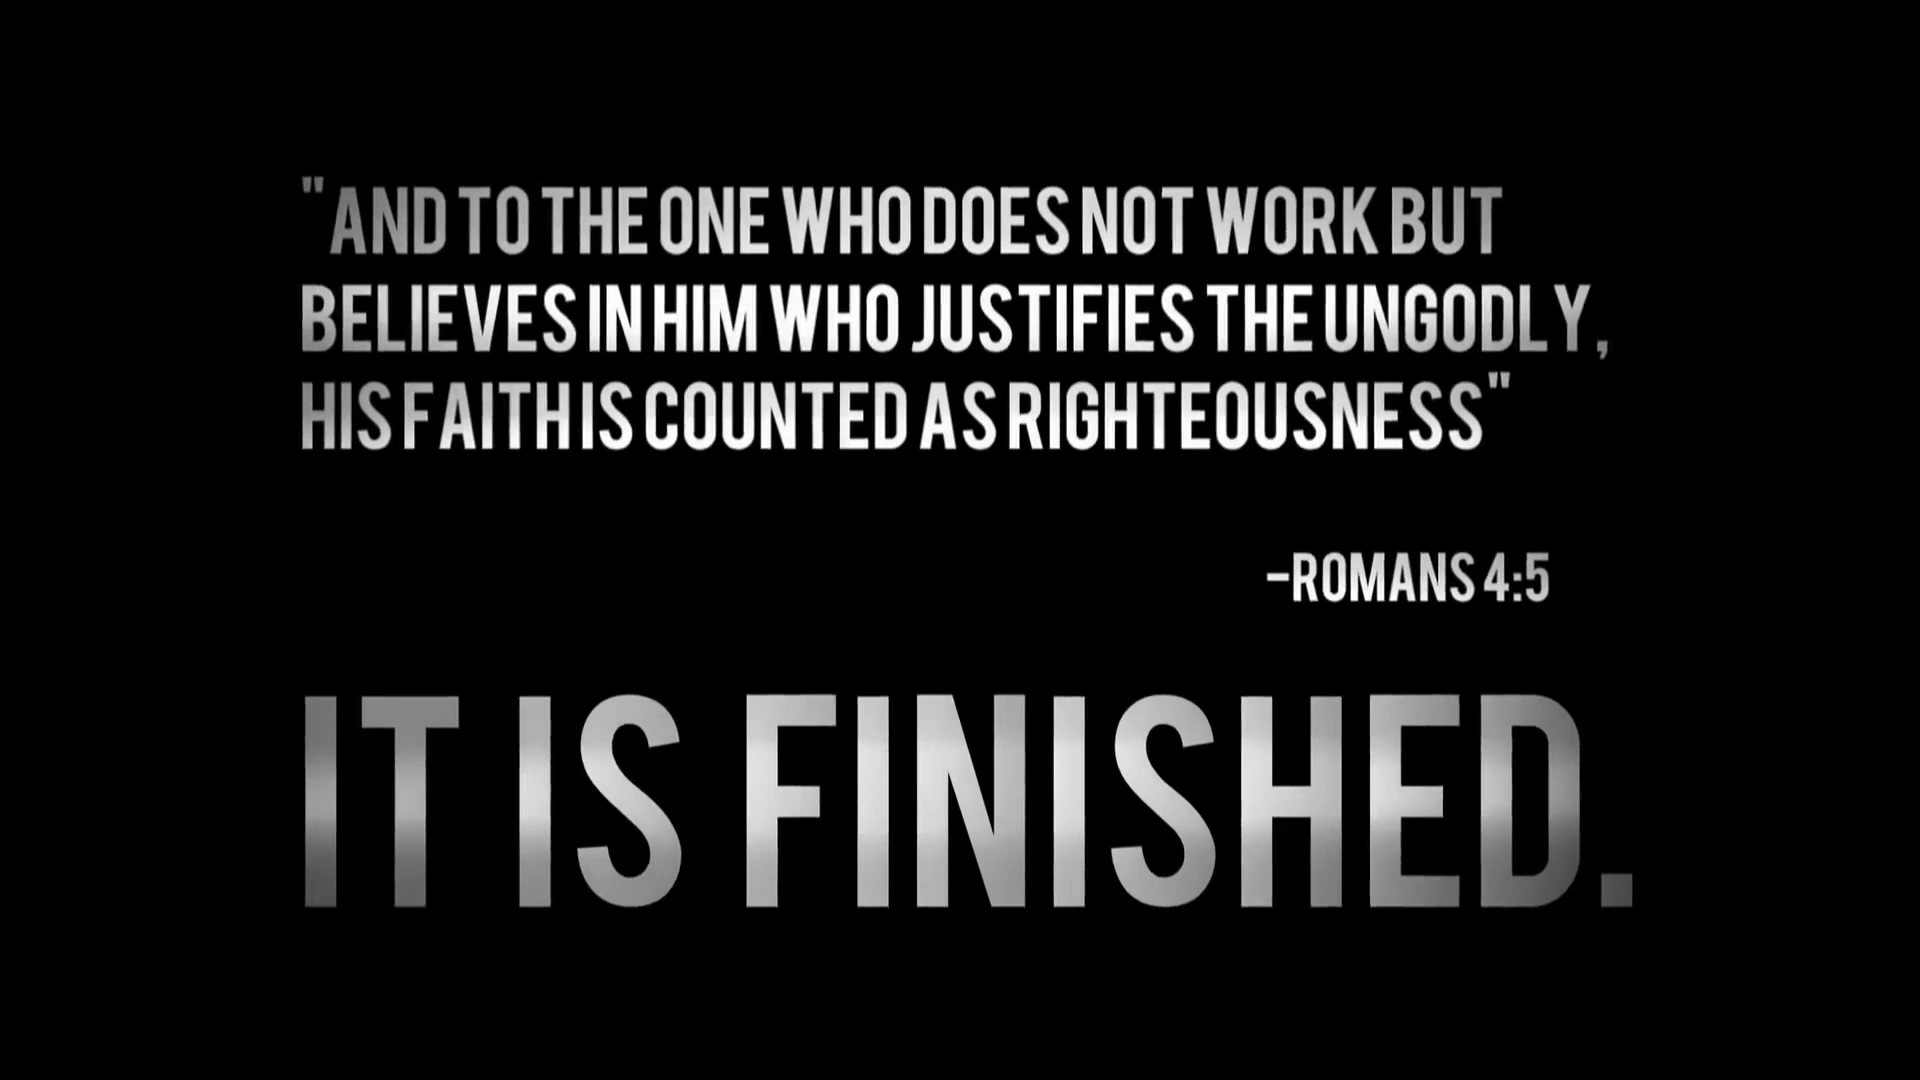 "AND TO THE ONE WHO DOES NOT WORK BUT
BELIEVES IN HIM WHO JUSTIFIES THE UNGODLY,
HIS FAITH IS COUNTED AS RIGHTEOUSNESS"
-ROMANS 4:5
IT IS FINISHED.